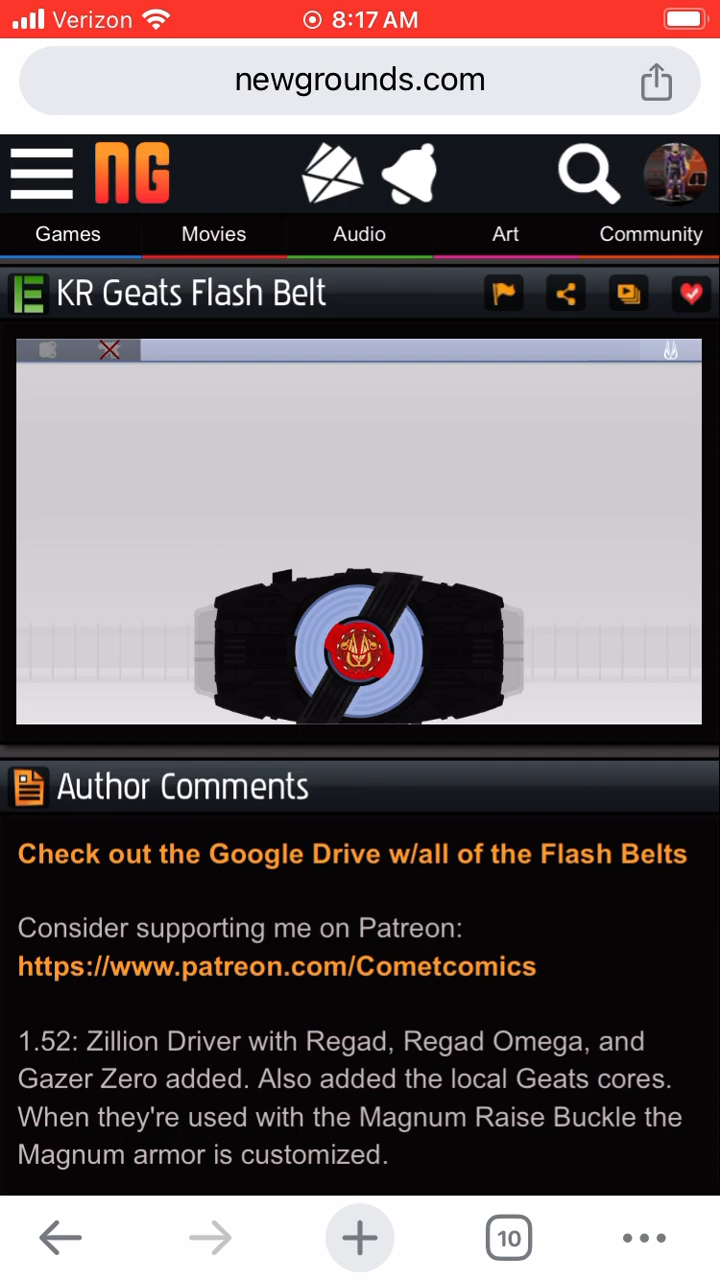 Verizon 8:17 AM
newgrounds.com
NG
Games Movies Audio Art Community
E KR Geats Flash Belt
Author Comments
Check out the Google Drive w/all of the Flash Belts
Consider supporting me on Patreon:
https://www.patreon.com/Cometcomics
1.52: Zillion Driver with Regad, Regad Omega, and
Gazer Zero added. Also added the local Geats cores.
When they're used with the Magnum Raise Buckle the
Magnum armor is customized.
10